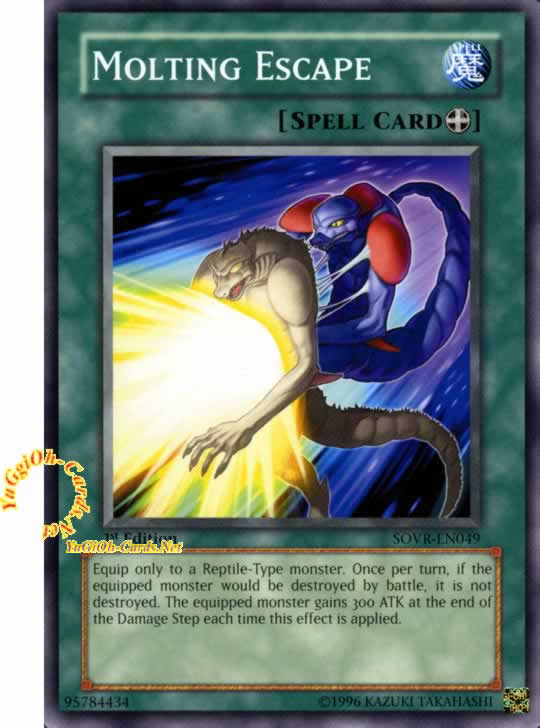 MOLTING ESCAPE
SPELL
魔
[SPELL CARD]
YuGgiOh-Cards.Net
1st Edition
SOVR-EN049
YuGiOh-Cards.Net
Equip only to a Reptile-Type monster. Once per turn, if the
equipped monster would be destroyed by battle, it is not
destroyed. The equipped monster gains 300 ATK at the end of
the Damage Step each time this effect is applied.
95784434
©1996 KAZUKI TAKAHASHI